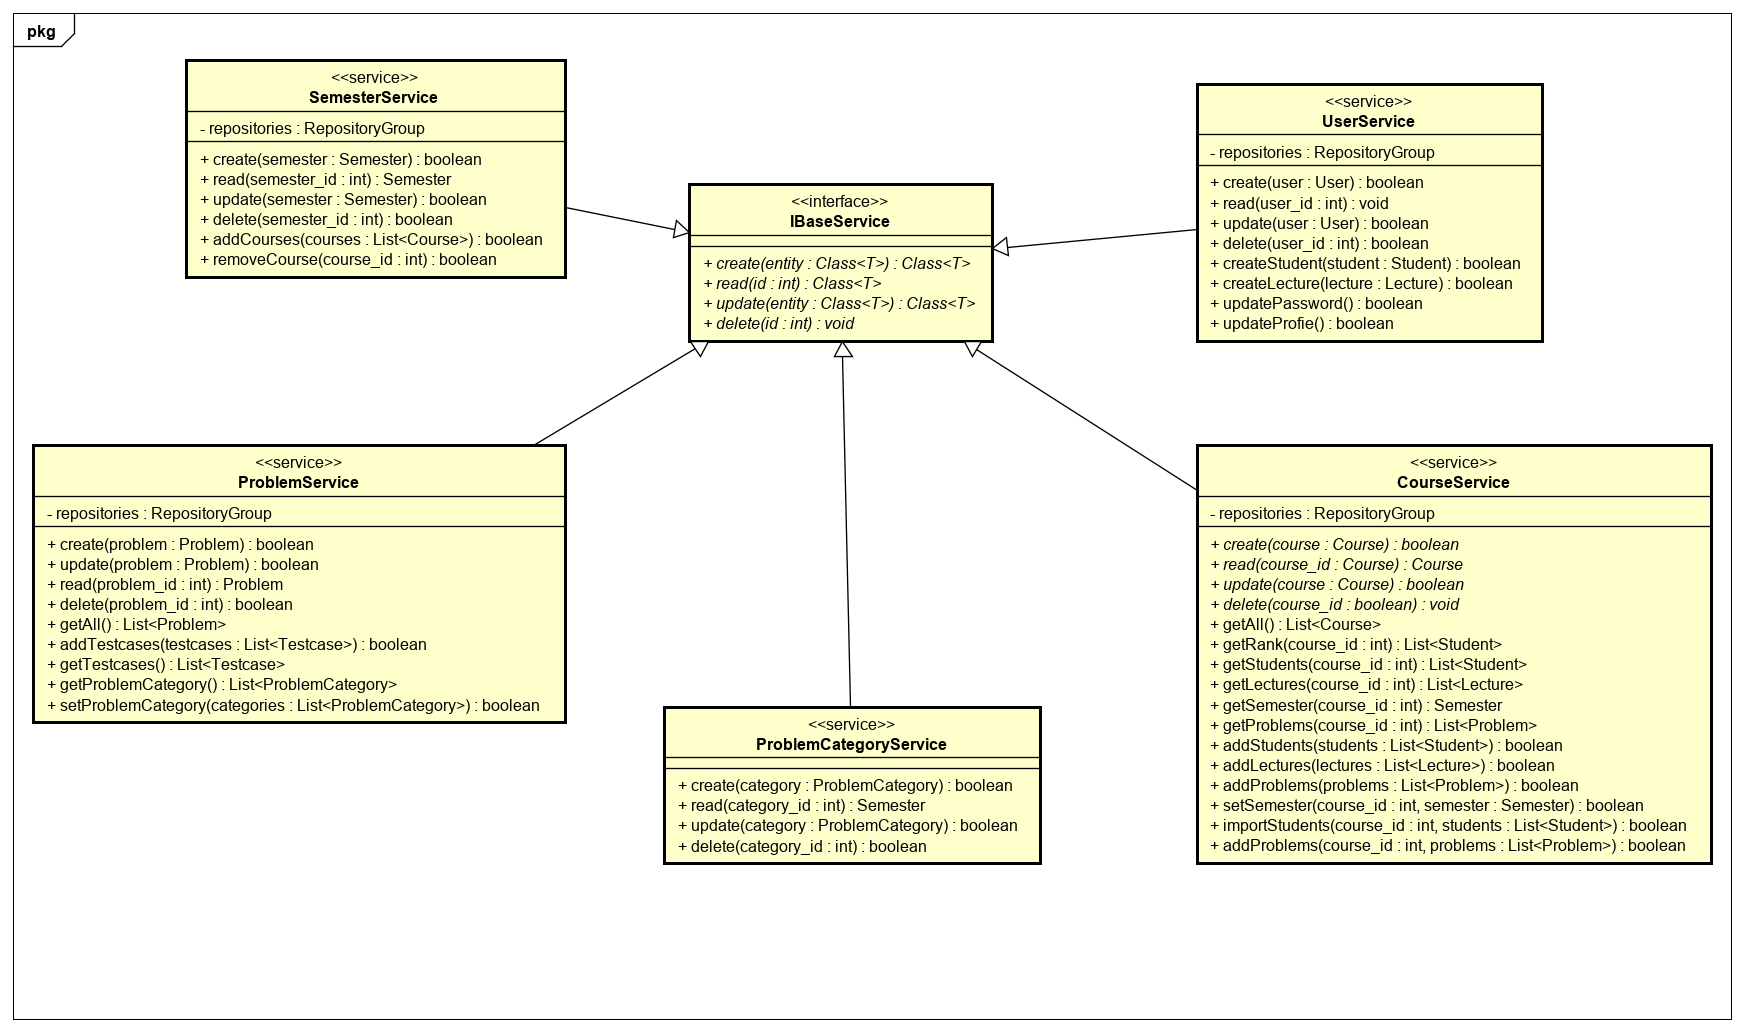 pkg
<<service>>
SemesterService
- repositories : RepositoryGroup
+ create(semester : Semester) : boolean
+ read(semester_id : int) : Semester
+ update(semester : Semester) : boolean
+ delete(semester_id : int) : boolean
+ addCourses(courses : List<Course>) : boolean
+ removeCourse(course_id : int) : boolean
<<service>>
UserService
- repositories : RepositoryGroup
+ create(user : User) : boolean
+ read(user_id : int) : void
+ update(user : User) : boolean
+ delete(user_id : int) : boolean
+ createStudent(student : Student) : boolean
+ createLecture(lecture : Lecture) : boolean
+ updatePassword() : boolean
+ updateProfie() : boolean
<<interface>>
IBaseService
+ create(entity : Class<T>) : Class<T>
+ read(id : int) : Class<T>
+ update(entity : Class<T>) : Class<T>
+ delete(id : int) : void
<<service>>
ProblemService
- repositories : RepositoryGroup
+ create(problem : Problem) : boolean
+ update(problem : Problem) : boolean
+ read(problem_id : int) : Problem
+ delete(problem_id : int) : boolean
+ getAll() : List<Problem>
+ addTestcases(testcases : List<Testcase>) : boolean
+ getTestcases() : List<Testcase>
+ getProblemCategory() : List<ProblemCategory>
+ setProblemCategory(categories : List<ProblemCategory>) : boolean
<<service>>
CourseService
- repositories : RepositoryGroup
+ create(course : Course) : boolean
+ read(course_id : Course) : Course
+ update(course : Course) : boolean
+ delete(course_id : boolean) : void
+ getAll() : List<Course>
+ getRank(course_id : int) : List<Student>
+ getStudents(course_id : int) : List<Student>
+ getLectures(course_id : int) : List<Lecture>
+ getSemester(course_id : int) : Semester
+ getProblems(course_id : int) : List<Problem>
+ addStudents(students : List<Student>) : boolean
+ addLectures(lectures : List<Lecture>) : boolean
+ addProblems(problems : List<Problem>) : boolean
+ setSemester(course_id : int, semester : Semester) : boolean
+ importStudents(course_id : int, students : List<Student>) : boolean
+ addProblems(course_id : int, problems : List<Problem>) : boolean
<<service>>
ProblemCategoryService
+ create(category : ProblemCategory) : boolean
+ read(category_id : int) : Semester
+ update(category : ProblemCategory) : boolean
+ delete(category_id : int) : boolean